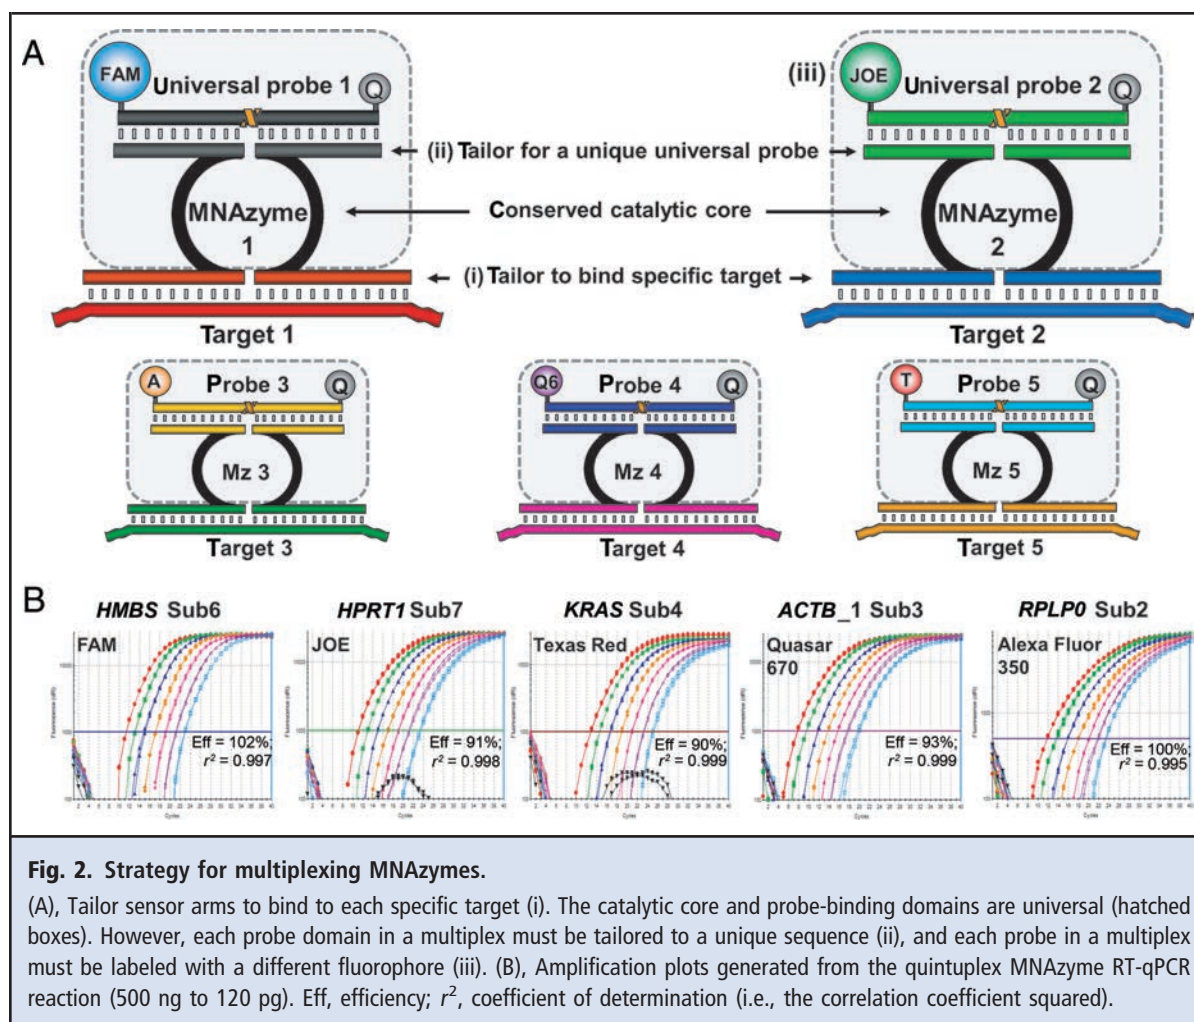 A
FAM
Universal probe 1
Q
(iii)
JOE
Universal probe 2
Q
(ii) Tailor for a unique universal probe
MNAzyme
1
Conserved catalytic core
MNAzyme
2
(i) Tailor to bind specific target
Target 1
Target 2
A
Probe 3
Q
Q6
Probe 4
Q
T
Probe 5
Q
Mz 3
Mz 4
Mz 5
Target 3
Target 4
Target 5
B
HMBS Sub6
HPRT1 Sub7
KRAS Sub4
ACTB_1 Sub3
RPLP0 Sub2
FAM
JOE
Texas Red
Quasar
670
Alexa Fluor
350
Eff = 102%;
r² = 0.997
Eff = 91%;
r² = 0.998
Eff = 90%;
r² = 0.999
Eff = 93%;
r² = 0.999
Eff = 100%;
r² = 0.995
Fig. 2. Strategy for multiplexing MNAzymes.
(A), Tailor sensor arms to bind to each specific target (i). The catalytic core and probe-binding domains are universal (hatched
boxes). However, each probe domain in a multiplex must be tailored to a unique sequence (ii), and each probe in a multiplex
must be labeled with a different fluorophore (iii). (B), Amplification plots generated from the quintuplex MNAzyme RT-qPCR
reaction (500 ng to 120 pg). Eff, efficiency; r², coefficient of determination (i.e., the correlation coefficient squared).